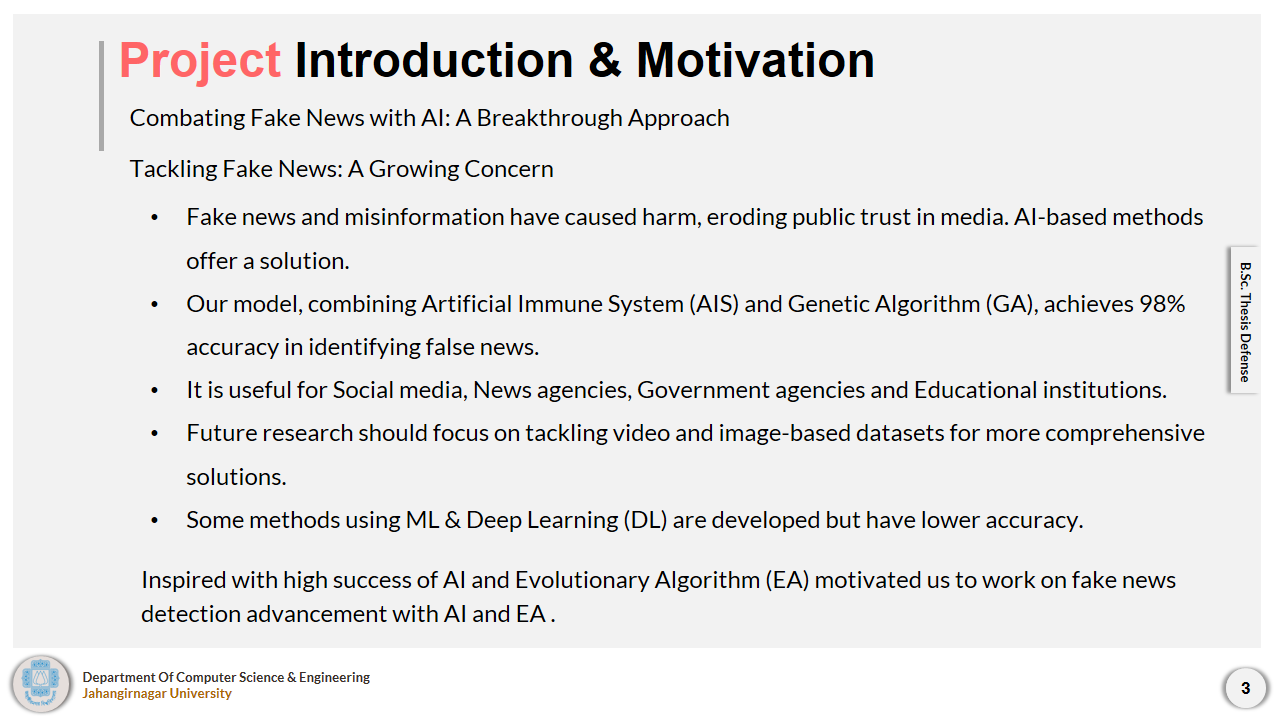 Project Introduction & Motivation
Combating Fake News with AI: A Breakthrough Approach
Tackling Fake News: A Growing Concern
• Fake news and misinformation have caused harm, eroding public trust in media. AI-based methods
offer a solution.
• Our model, combining Artificial Immune System (AIS) and Genetic Algorithm (GA), achieves 98%
accuracy in identifying false news.
• It is useful for Social media, News agencies, Government agencies and Educational institutions.
• Future research should focus on tackling video and image-based datasets for more comprehensive
solutions.
• Some methods using ML & Deep Learning (DL) are developed but have lower accuracy.
Inspired with high success of AI and Evolutionary Algorithm (EA) motivated us to work on fake news
detection advancement with AI and EA .
B.Sc. Thesis Defense
Department Of Computer Science & Engineering
Jahangirnagar University
3